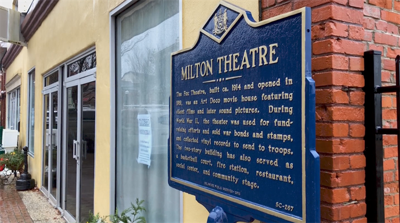 MILTON THEATRE
The Fox Theatre, built ca. 1914 and opened in
was an Art Deco movie house featuring
silent films and later sound pictures. During
World War II, the theater was used for fund-
raising efforts and sold war bonds and stamps,
and collected vinyl records to send to troops.
The two-story building has also served as
a basketball court, fire station, restaurant,
social center, and community stage.
SC-287